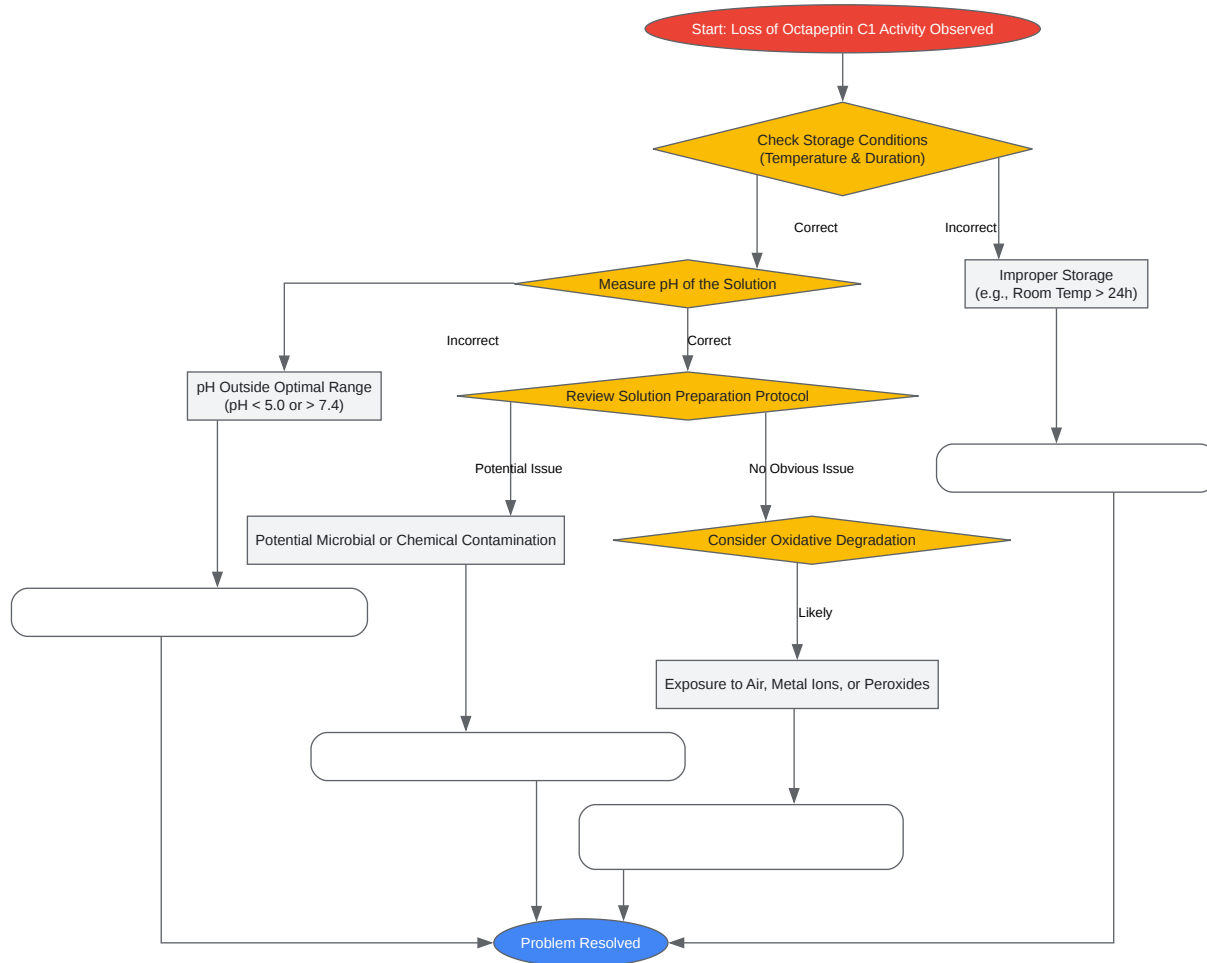 Start: Loss of Octapeptin C1 Activity Observed
Check Storage Conditions
(Temperature & Duration)
Correct
Incorrect
Measure pH of the Solution
Improper Storage
(e.g., Room Temp > 24h)
Incorrect
Correct
pH Outside Optimal Range
(pH < 5.0 or > 7.4)
Review Solution Preparation Protocol
Potential Issue
No Obvious Issue
Potential Microbial or Chemical Contamination
Consider Oxidative Degradation
Likely
Exposure to Air, Metal Ions, or Peroxides
Problem Resolved